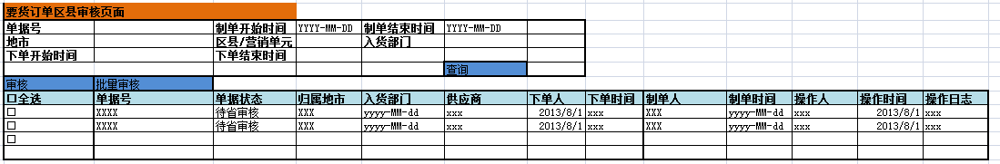 要货订单区县审核页面
单据号 制单开始时间 YYYY-MM-DD 制单结束时间 YYYY-MM-DD
地市 区县/营销单元 入货部门
下单开始时间 下单结束时间
查询
审核 批量审核
口全选 单据号 单据状态 归属地市 入货部门 供应商 下单人 下单时间 制单人 制单时间 操作人 操作时间 操作日志
口 XXXX 待省审核 XXX yyyy-MM-dd xxx 2013/8/1 xxx XXX yyyy-MM-dd xxx 2013/8/1 xxx
口 XXXX 待省审核 XXX yyyy-MM-dd xxx 2013/8/1 xxx XXX yyyy-MM-dd xxx 2013/8/1 xxx
口